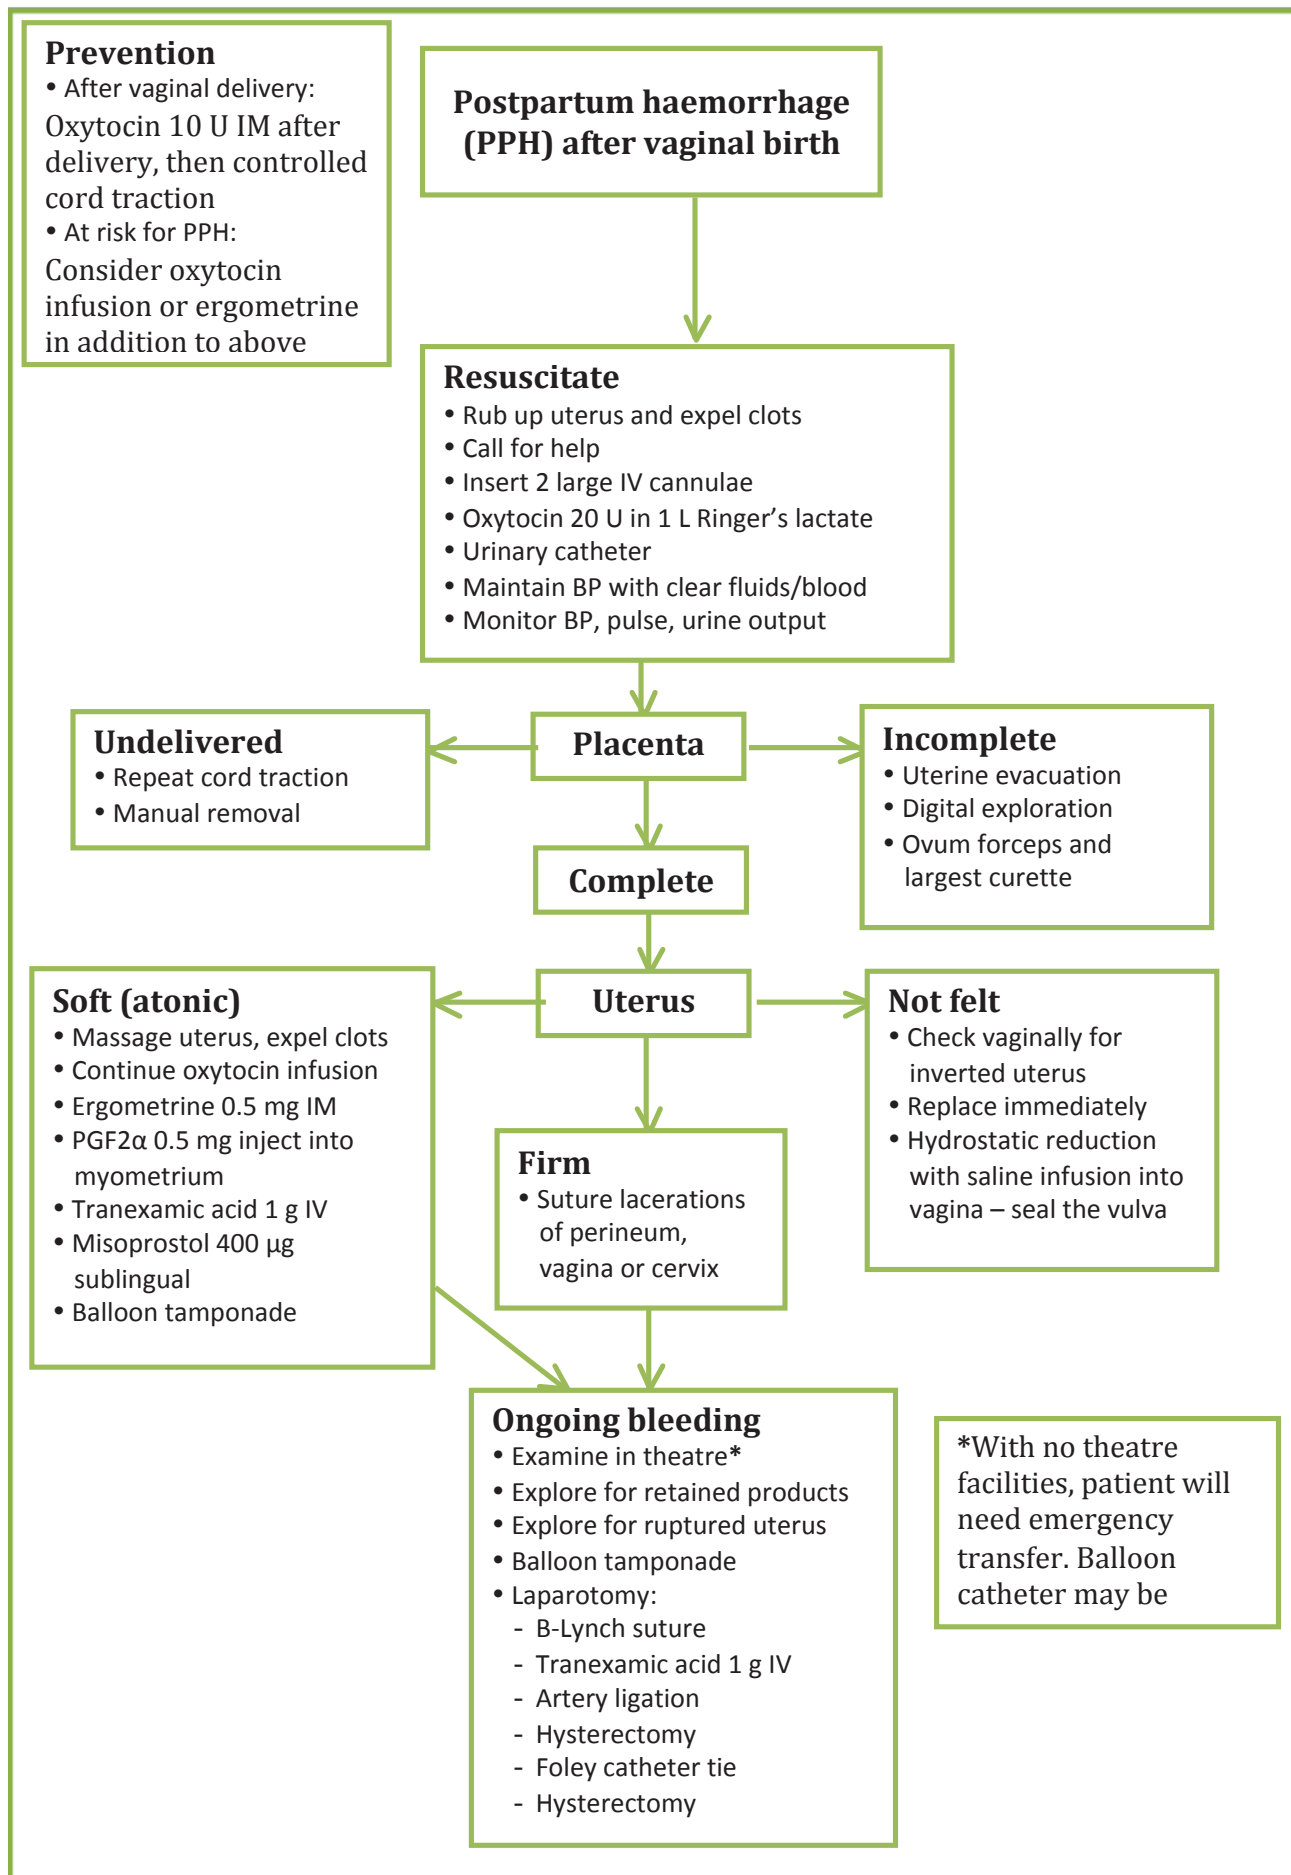 Prevention
• After vaginal delivery:
Oxytocin 10 U IM after
delivery, then controlled
cord traction
• At risk for PPH:
Consider oxytocin
infusion or ergometrine
in addition to above
Postpartum haemorrhage
(PPH) after vaginal birth
Resuscitate
• Rub up uterus and expel clots
• Call for help
• Insert 2 large IV cannulae
• Oxytocin 20 U in 1 L Ringer’s lactate
• Urinary catheter
• Maintain BP with clear fluids/blood
• Monitor BP, pulse, urine output
Undelivered
• Repeat cord traction
• Manual removal
Placenta
Incomplete
• Uterine evacuation
• Digital exploration
• Ovum forceps and
largest curette
Complete
Soft (atonic)
• Massage uterus, expel clots
• Continue oxytocin infusion
• Ergometrine 0.5 mg IM
• PGF2α 0.5 mg inject into
myometrium
• Tranexamic acid 1 g IV
• Misoprostol 400 µg
sublingual
• Balloon tamponade
Uterus
Not felt
• Check vaginally for
inverted uterus
• Replace immediately
• Hydrostatic reduction
with saline infusion into
vagina – seal the vulva
Firm
• Suture lacerations
of perineum,
vagina or cervix
Ongoing bleeding
• Examine in theatre*
• Explore for retained products
• Explore for ruptured uterus
• Balloon tamponade
• Laparotomy:
- B-Lynch suture
- Tranexamic acid 1 g IV
- Artery ligation
- Hysterectomy
- Foley catheter tie
- Hysterectomy
*With no theatre
facilities, patient will
need emergency
transfer. Balloon
catheter may be